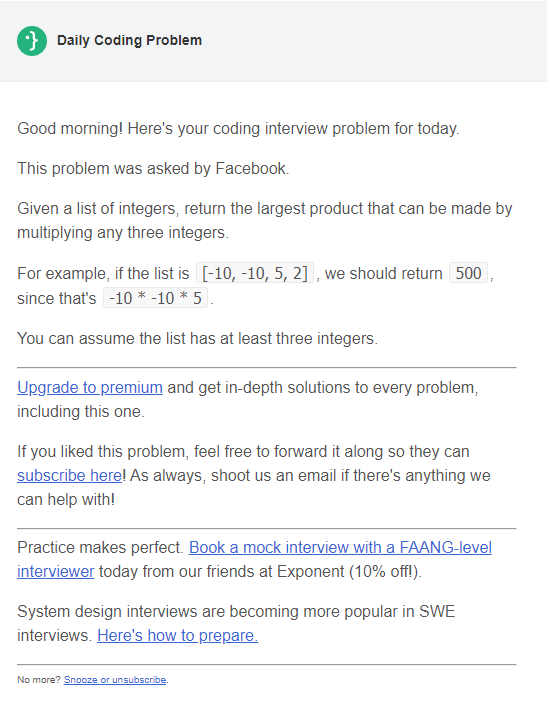 Daily Coding Problem
Good morning! Here's your coding interview problem for today.
This problem was asked by Facebook.
Given a list of integers, return the largest product that can be made by
multiplying any three integers.
For example, if the list is [-10, -10, 5, 2] , we should return 500 ,
since that's -10 * -10 * 5 .
You can assume the list has at least three integers.
Upgrade to premium and get in-depth solutions to every problem,
including this one.
If you liked this problem, feel free to forward it along so they can
subscribe here! As always, shoot us an email if there's anything we
can help with!
Practice makes perfect. Book a mock interview with a FAANG-level
interviewer today from our friends at Exponent (10% off!).
System design interviews are becoming more popular in SWE
interviews. Here's how to prepare.
No more? Snooze or unsubscribe.